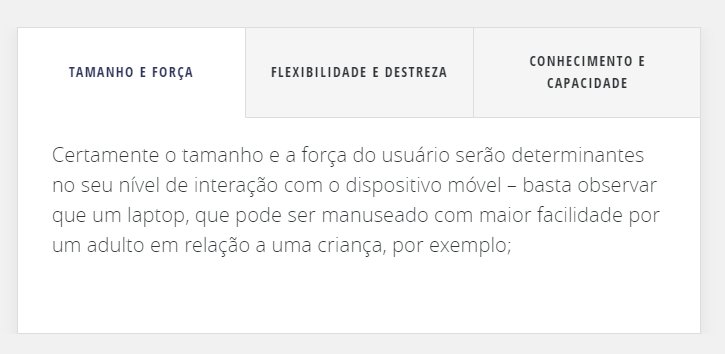 TAMANHO E FORÇA
FLEXIBILIDADE E DESTREZA
CONHECIMENTO E
CAPACIDADE
Certamente o tamanho e a força do usuário serão determinantes
no seu nível de interação com o dispositivo móvel – basta observar
que um laptop, que pode ser manuseado com maior facilidade por
um adulto em relação a uma criança, por exemplo;